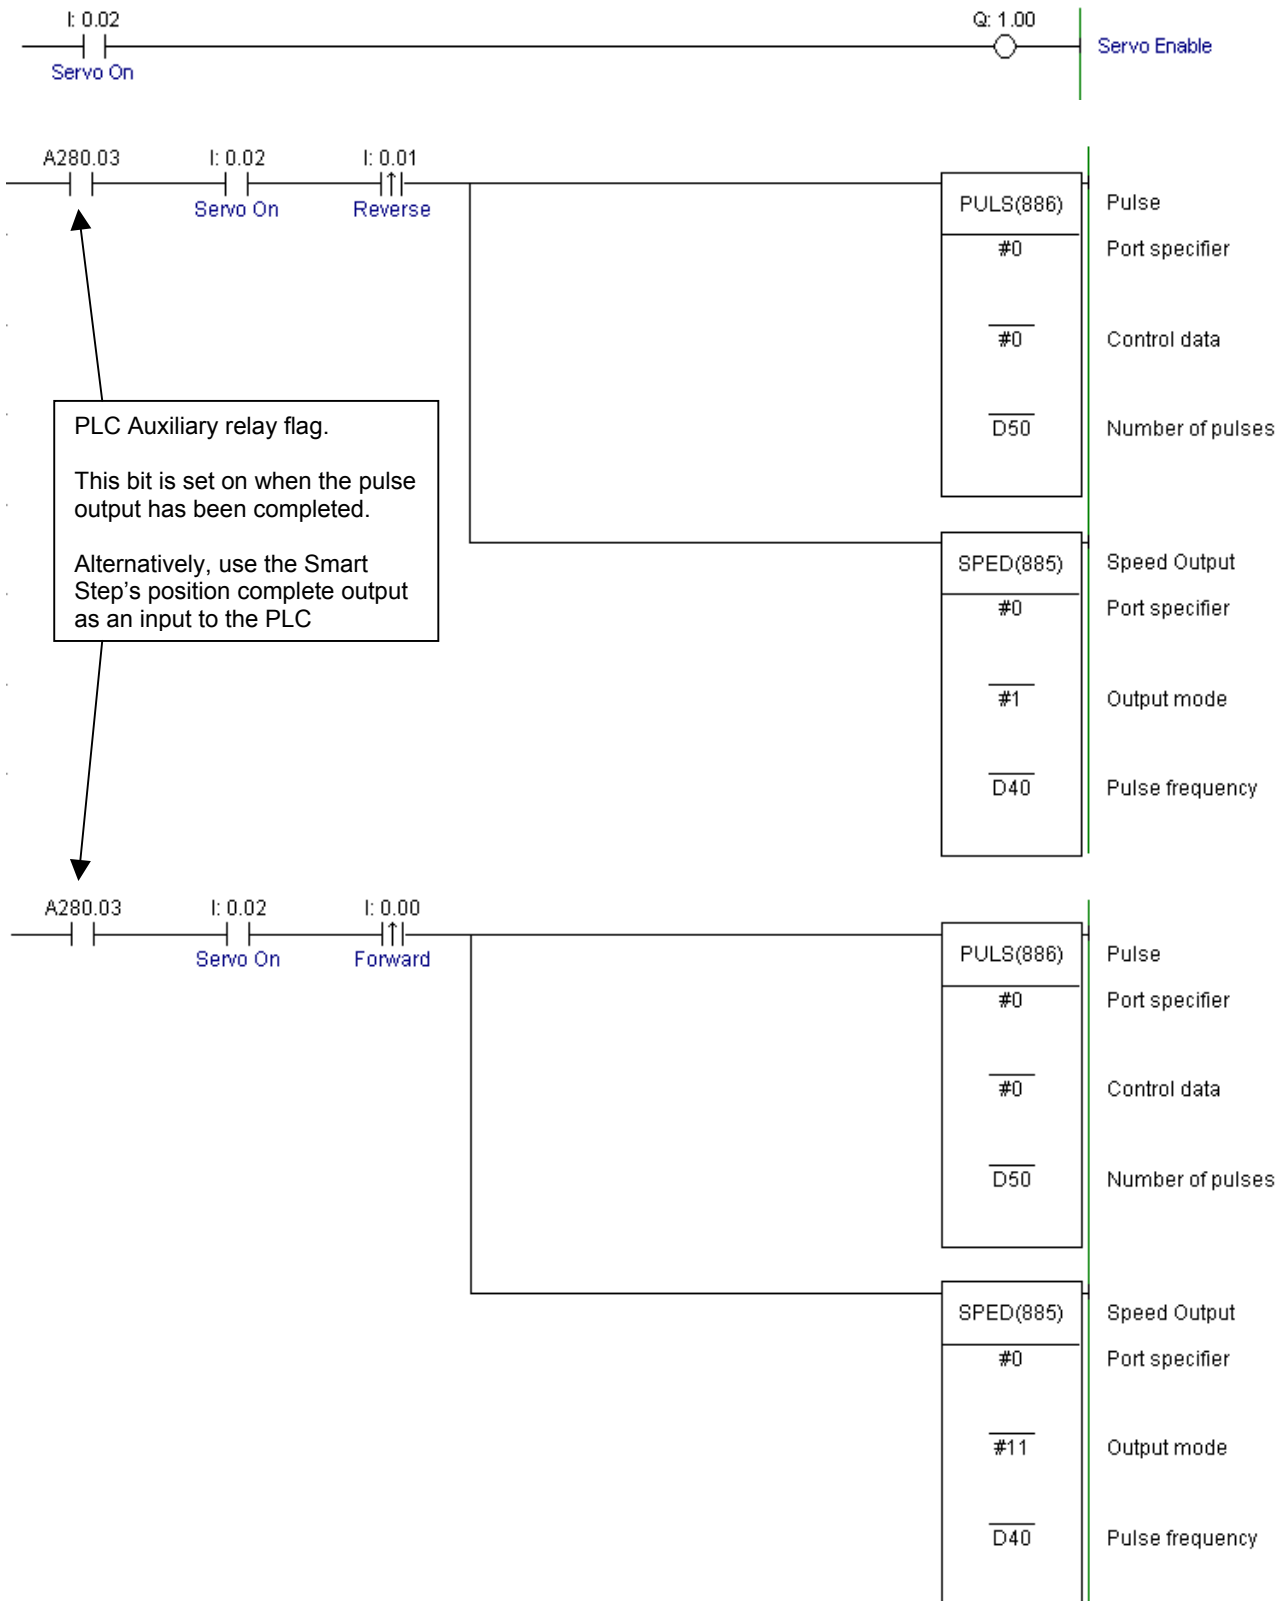 I: 0.02
Q: 1.00
Servo Enable
Servo On
A280.03
I: 0.02
I: 0.01
Servo On
Reverse
PULS(886)
Pulse
#0
Port specifier
#0
Control data
D50
Number of pulses
PLC Auxiliary relay flag.
This bit is set on when the pulse
output has been completed.
Alternatively, use the Smart
Step's position complete output
as an input to the PLC
SPED(885)
Speed Output
#0
Port specifier
#1
Output mode
D40
Pulse frequency
A280.03
I: 0.02
I: 0.00
Servo On
Forward
PULS(886)
Pulse
#0
Port specifier
#0
Control data
D50
Number of pulses
SPED(885)
Speed Output
#0
Port specifier
#11
Output mode
D40
Pulse frequency